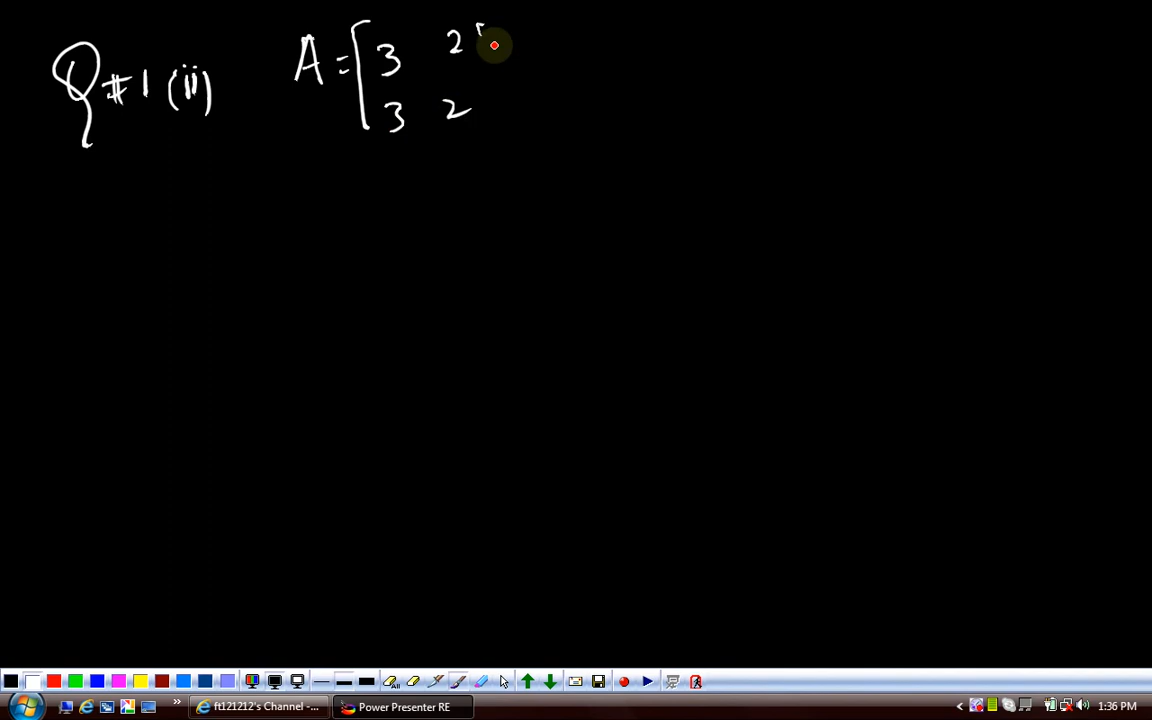 Q#1(ii) A=[3 2
3 2
ft121212's Channel -...
Power Presenter RE
1:36 PM